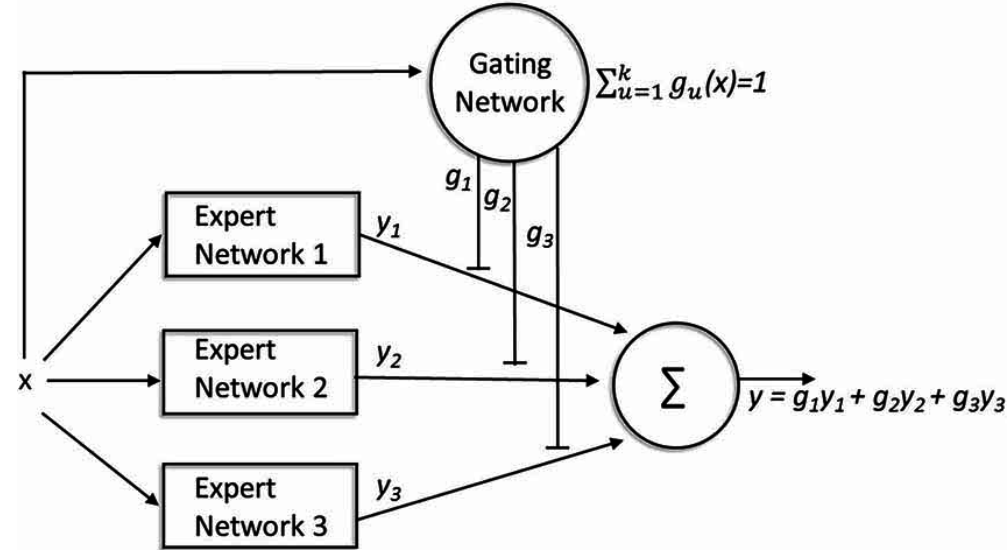 Gating
Network
∑ᵏᵤ₌₁ gᵤ(x)=1
g₁
g₂
g₃
Expert
Network 1
y₁
x
Expert
Network 2
y₂
∑
y = g₁y₁ + g₂y₂ + g₃y₃
Expert
Network 3
y₃